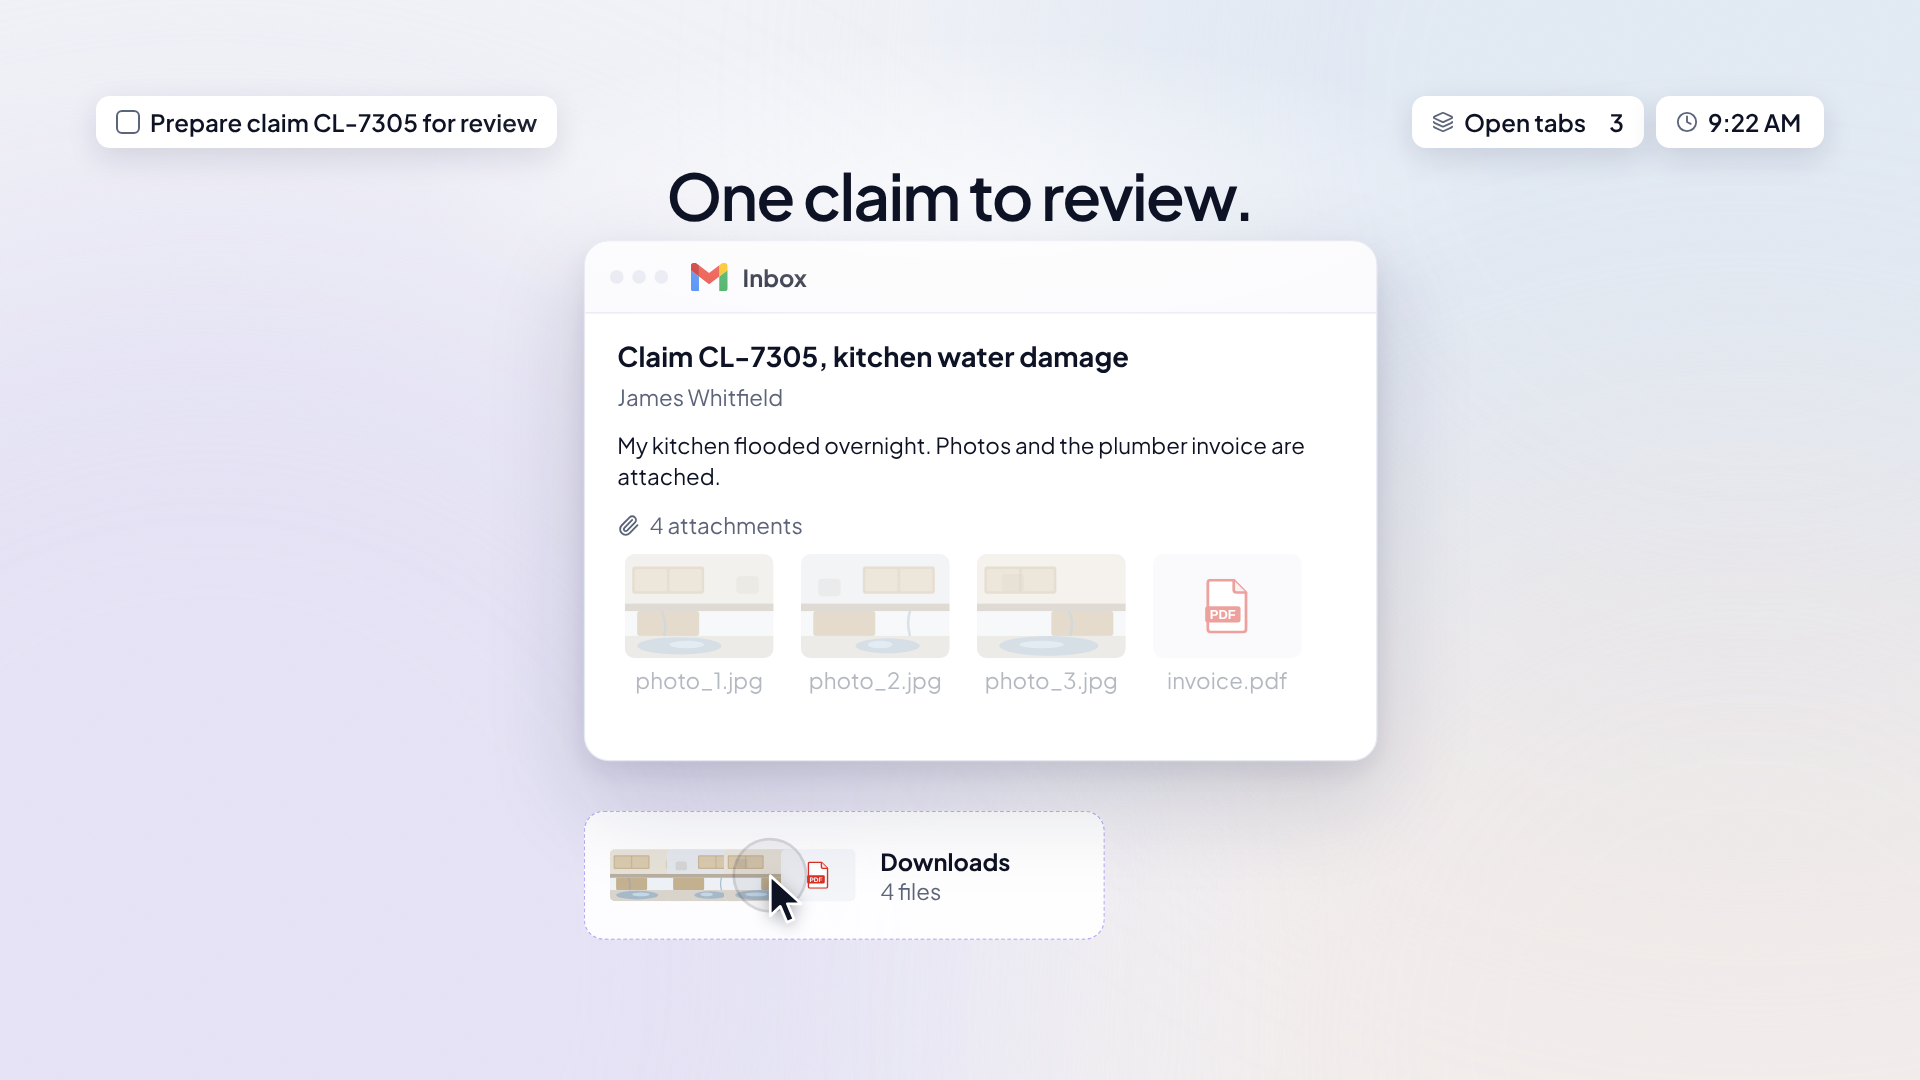 Prepare claim CL-7305 for review
Open tabs 3
9:22 AM
One claim to review.
Inbox
Claim CL-7305, kitchen water damage
James Whitfield
My kitchen flooded overnight. Photos and the plumber invoice are
attached.
4 attachments
PDF
photo_1.jpg
photo_2.jpg
photo_3.jpg
invoice.pdf
PDF
Downloads
4 files